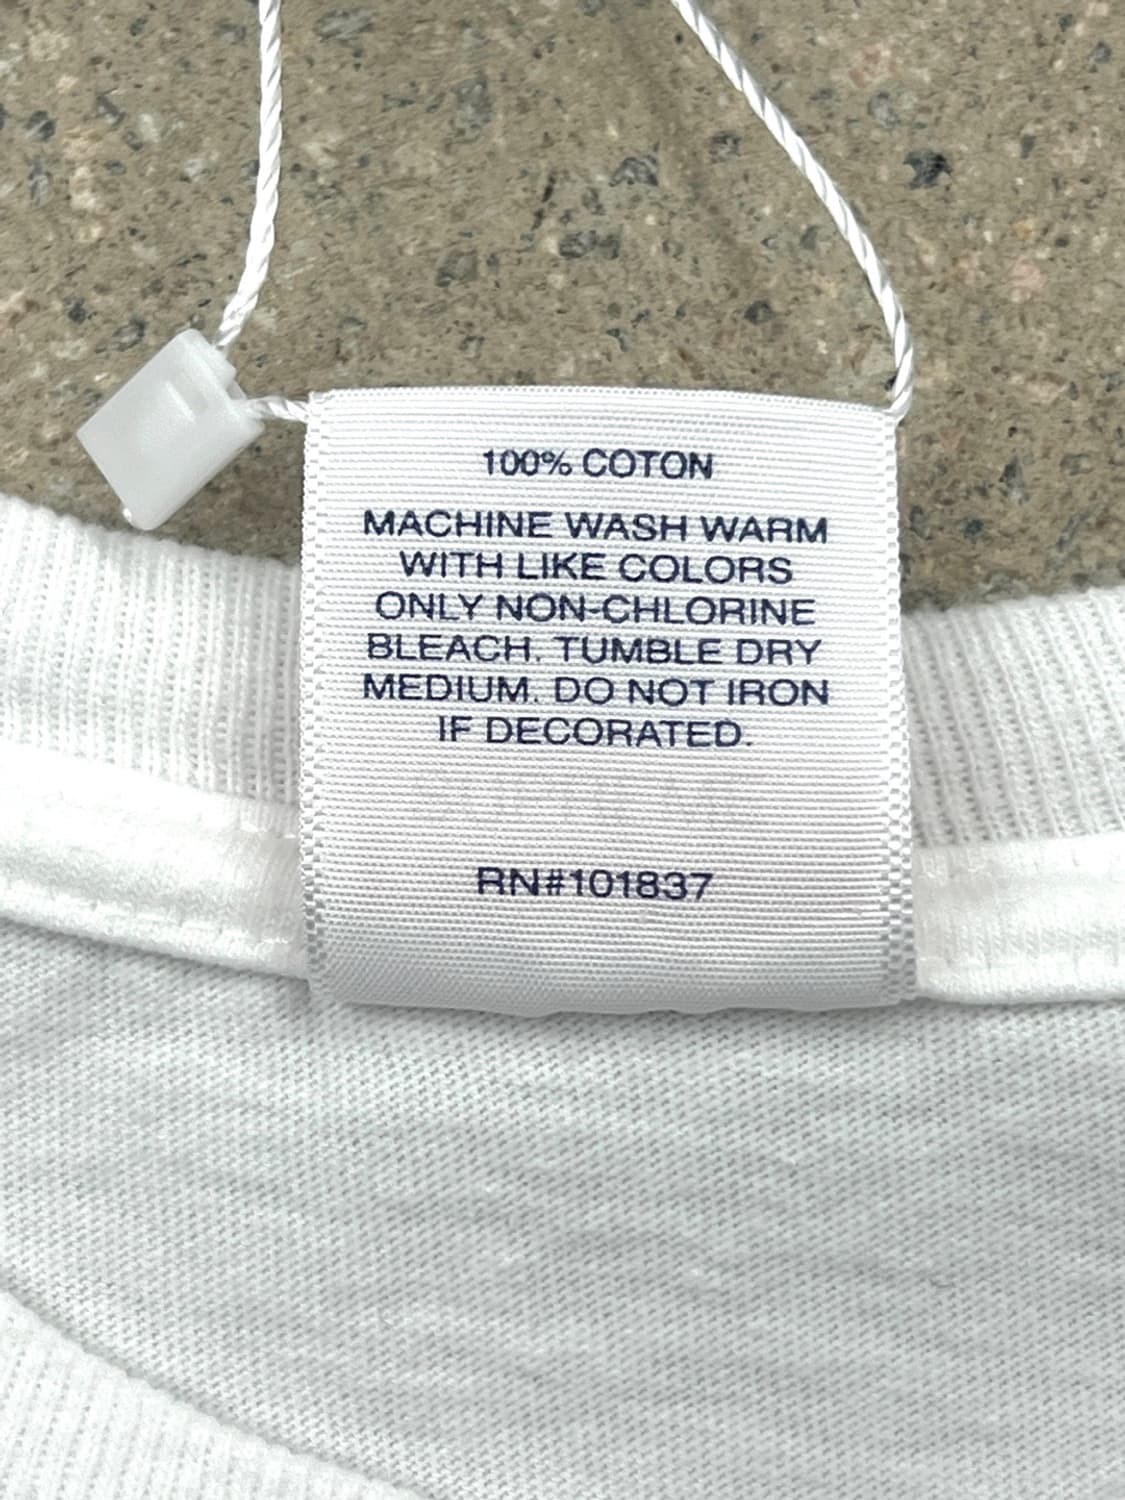 100% COTON
MACHINE WASH WARM
WITH LIKE COLORS
ONLY NON-CHLORINE
BLEACH. TUMBLE DRY
MEDIUM. DO NOT IRON
IF DECORATED.
RN#101837